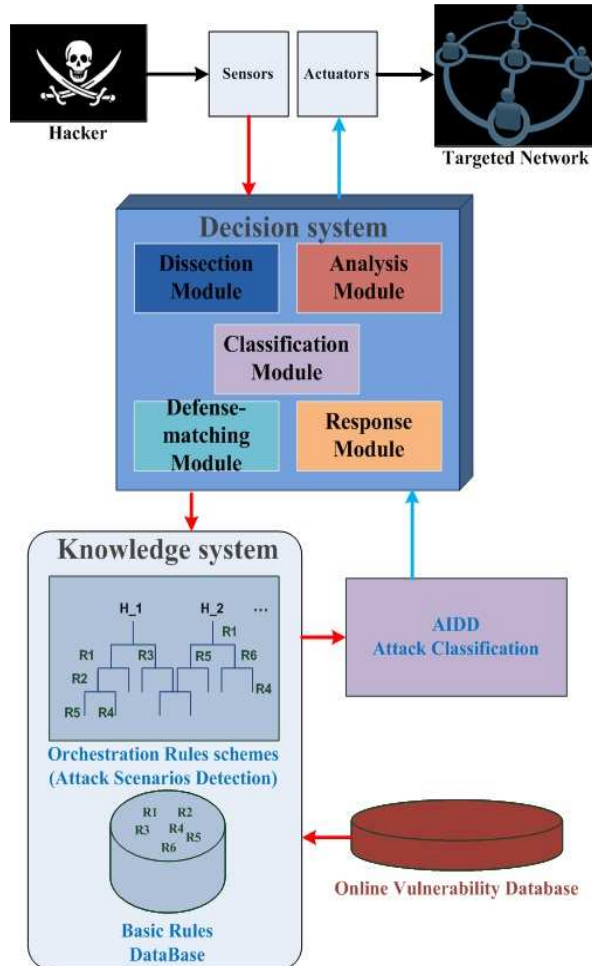 Sensors
Actuators
Hacker
Targeted Network
Decision system
Dissection
Module
Analysis
Module
Classification
Module
Defense-
matching
Module
Response
Module
Knowledge system
H_1
H_2
...
R1
R1
R3
R5
R6
R2
R4
R5
R4
Orchestration Rules schemes
(Attack Scenarios Detection)
AIDD
Attack Classification
R1
R2
R3
R4
R5
R6
Basic Rules
DataBase
Online Vulnerability Database